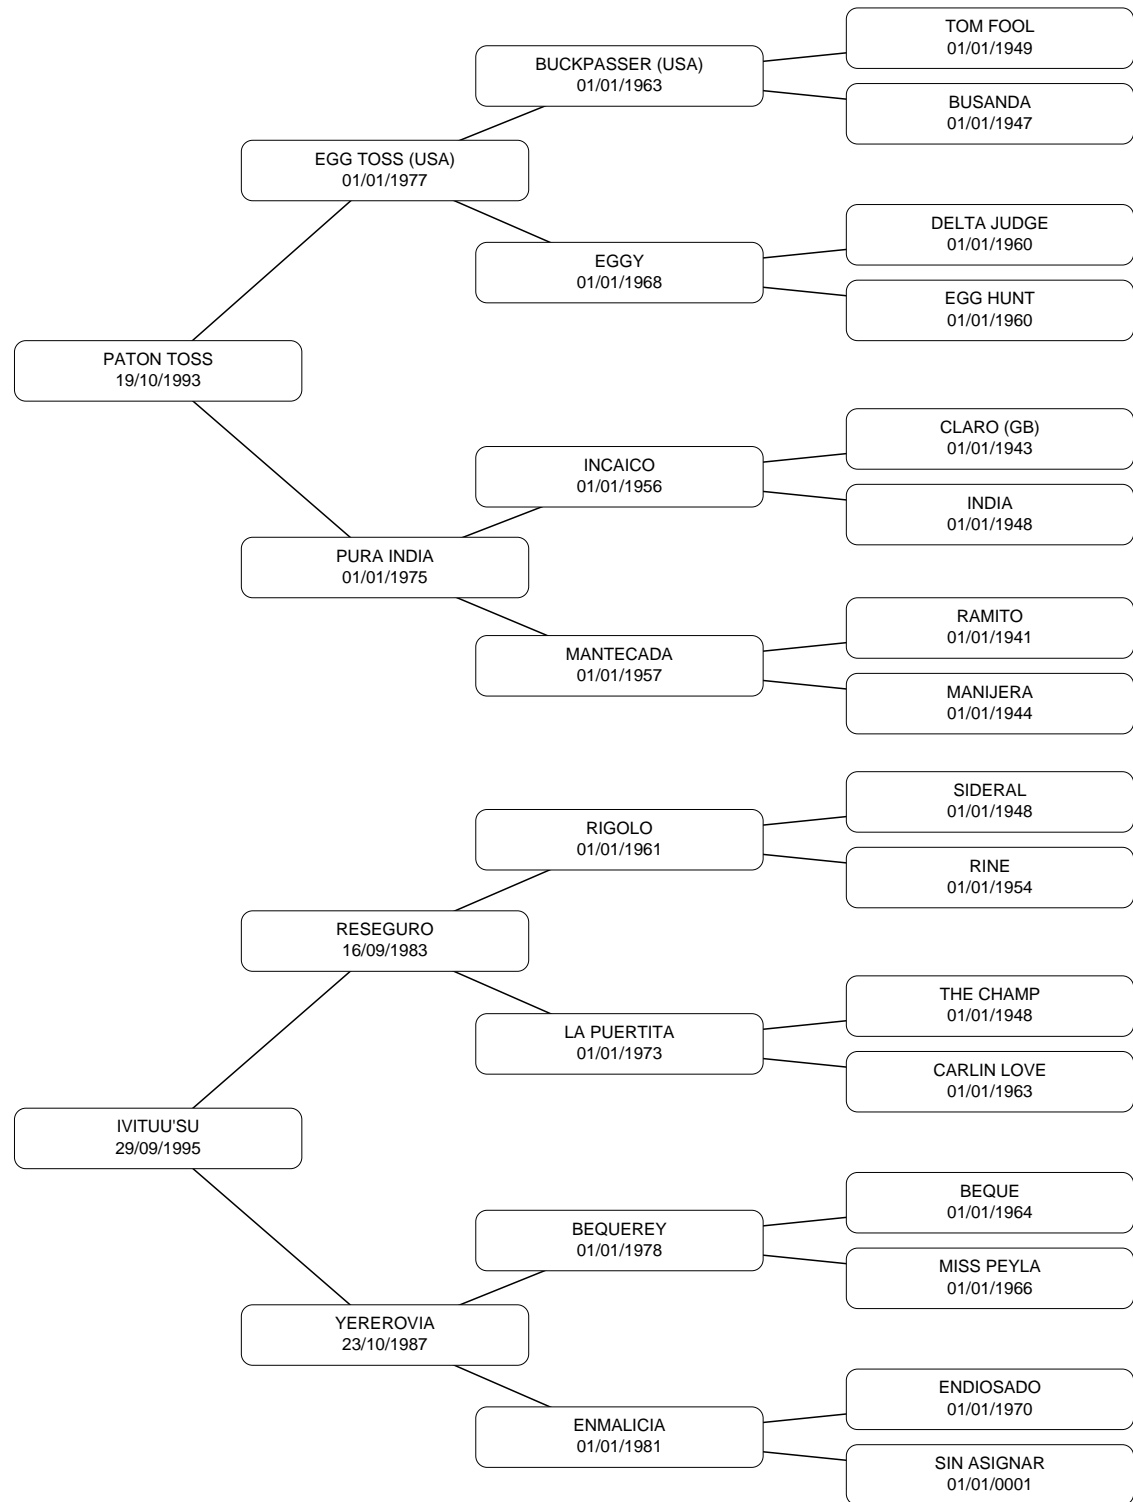 TOM FOOL
01/01/1949
BUCKPASSER (USA)
01/01/1963
BUSANDA
01/01/1947
EGG TOSS (USA)
01/01/1977
DELTA JUDGE
01/01/1960
EGGY
01/01/1968
EGG HUNT
01/01/1960
PATON TOSS
19/10/1993
CLARO (GB)
01/01/1943
INCAICO
01/01/1956
INDIA
01/01/1948
PURA INDIA
01/01/1975
RAMITO
01/01/1941
MANTECADA
01/01/1957
MANIJERA
01/01/1944
SIDERAL
01/01/1948
RIGOLO
01/01/1961
RINE
01/01/1954
RESEGURO
16/09/1983
THE CHAMP
01/01/1948
LA PUERTITA
01/01/1973
CARLIN LOVE
01/01/1963
IVITUU'SU
29/09/1995
BEQUE
01/01/1964
BEQUEREY
01/01/1978
MISS PEYLA
01/01/1966
YEREROVIA
23/10/1987
ENDIOSADO
01/01/1970
ENMALICIA
01/01/1981
SIN ASIGNAR
01/01/0001